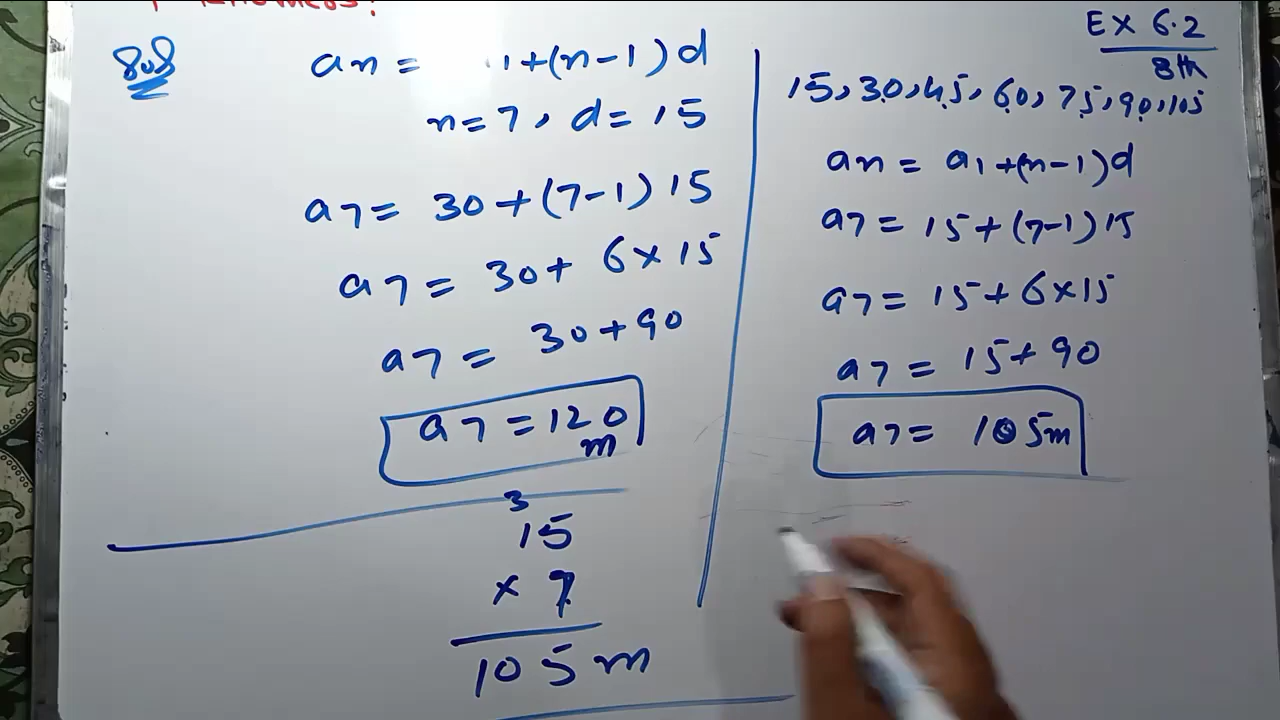 Sol
an = 1+(n-1)d
n=7, d=15
a7 = 30+(7-1)15
a7 = 30+ 6×15
a7 = 30+90
a7 = 120
m
3
15
× 7
105m
EX 6.2
8th
15, 30, 45, 60, 75, 90, 105
an = a1+(n-1)d
a7 = 15+(7-1)15
a7 = 15+6×15
a7 = 15+90
a7 = 105m